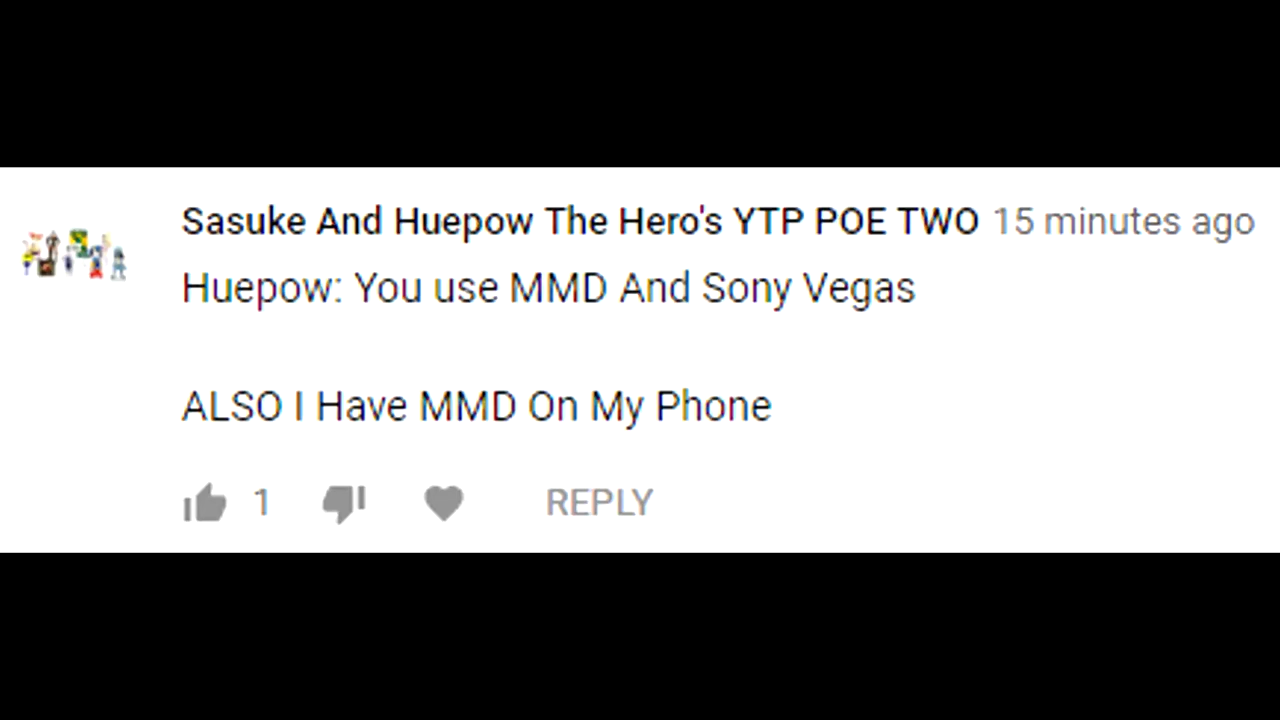 Sasuke And Huepow The Hero's YTP POE TWO 15 minutes ago
Huepow: You use MMD And Sony Vegas
ALSO I Have MMD On My Phone
1 REPLY